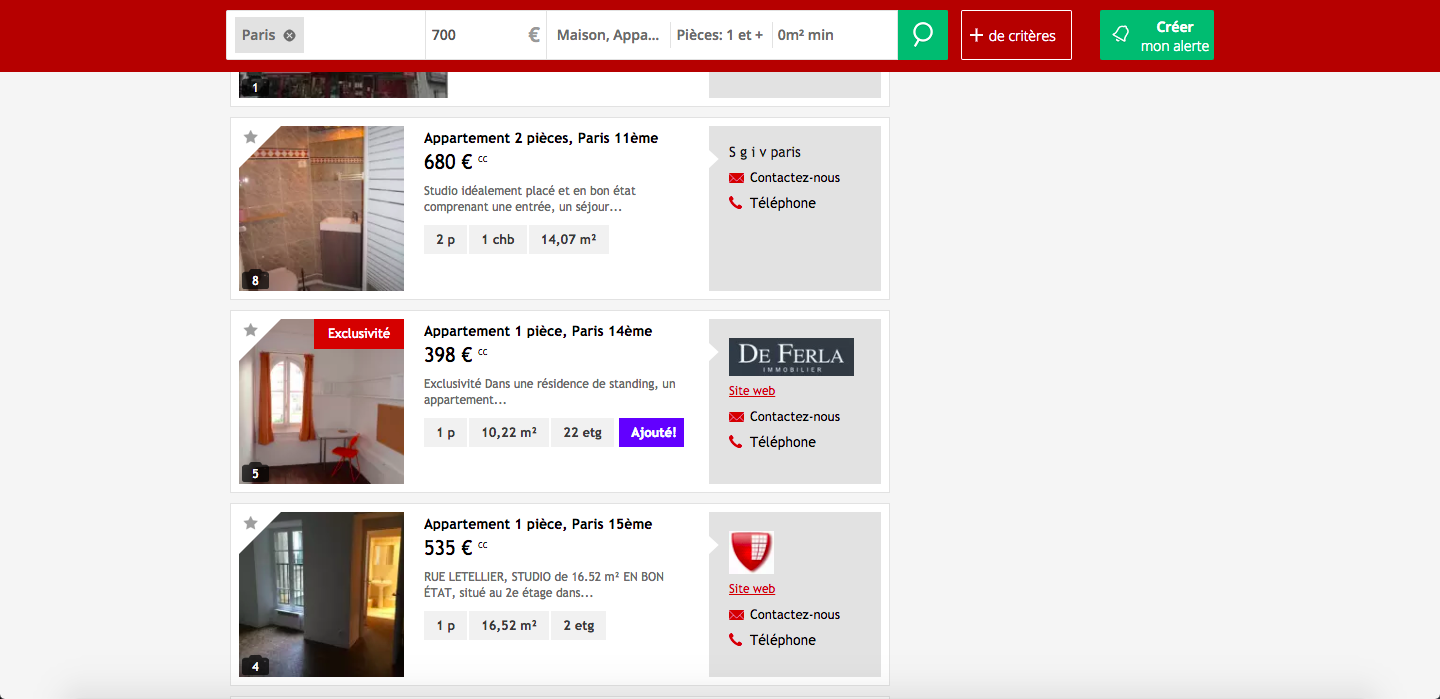 Paris
700 €
Maison, Appa...
Pièces: 1 et +
0m² min
+ de critères
Créer
mon alerte
1
Appartement 2 pièces, Paris 11ème
680 € cc
Studio idéalement placé et en bon état
comprenant une entrée, un séjour...
2 p
1 chb
14,07 m²
8
S g i v paris
Contactez-nous
Téléphone
Exclusivité
Appartement 1 pièce, Paris 14ème
398 € cc
Exclusivité Dans une résidence de standing, un
appartement...
1 p
10,22 m²
22 etg
Ajouté!
5
DE FERLA
IMMOBILIER
Site web
Contactez-nous
Téléphone
Appartement 1 pièce, Paris 15ème
535 € cc
RUE LETELLIER, STUDIO de 16.52 m² EN BON
ÉTAT, situé au 2e étage dans...
1 p
16,52 m²
2 etg
4
Site web
Contactez-nous
Téléphone